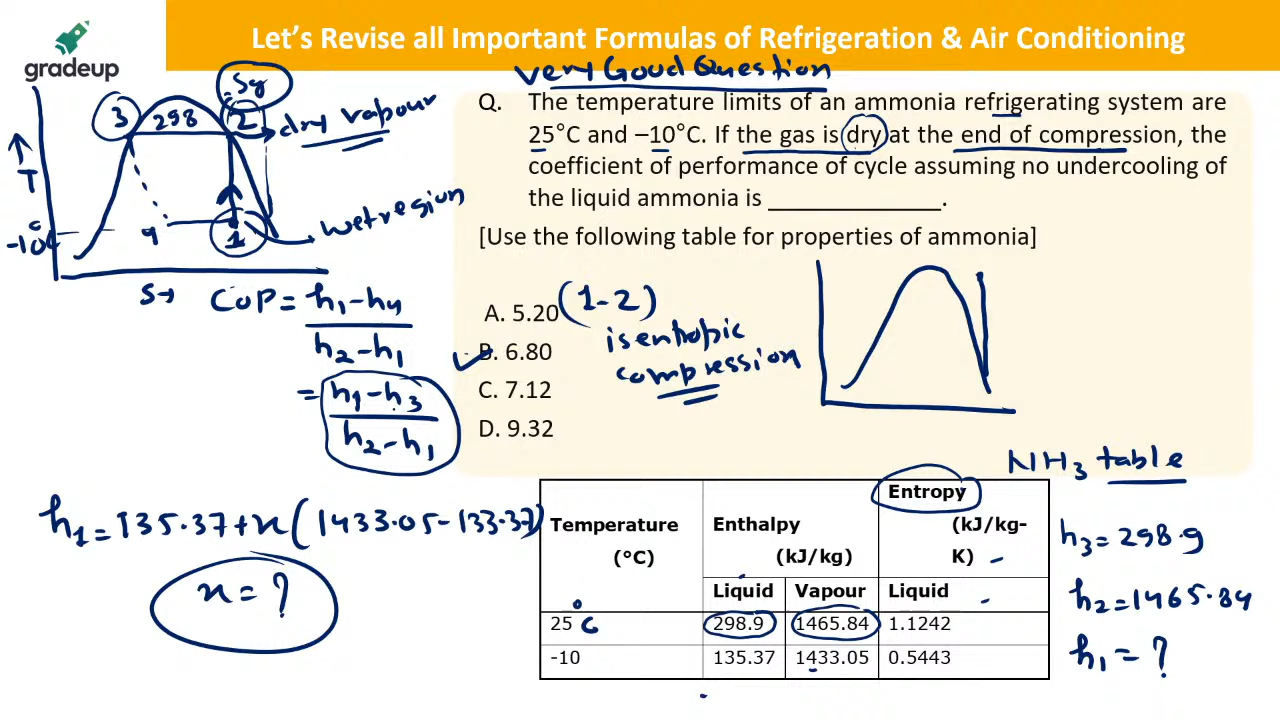 Let's Revise all Important Formulas of Refrigeration & Air Conditioning
gradeup
Very Good Question
Q. The temperature limits of an ammonia refrigerating system are
25°C and –10°C. If the gas is dry at the end of compression, the
coefficient of performance of cycle assuming no undercooling of
the liquid ammonia is ______________.
[Use the following table for properties of ammonia]
A. 5.20
B. 6.80
C. 7.12
D. 9.32
(1-2)
isentropic
compression
Sg
3 298 2
dry vapour
T
-10°C
4
1
wet region
S→
COP = h1-h4
h2-h1
= h1-h3
h2-h1
h1=135.37+x(1433.05-133.37)
x=?
NH3 table
Temperature
(°C)
Enthalpy
(kJ/kg)
Entropy
(kJ/kg-
K)
Liquid Vapour Liquid
25 C 298.9 1465.84 1.1242
-10 135.37 1433.05 0.5443
h3=298.9
h2=1465.84
h1=?